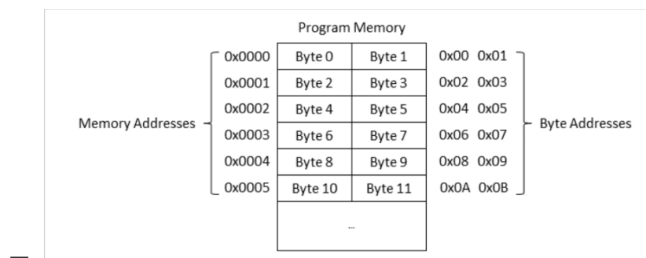 Program Memory
0x0000 Byte 0 Byte 1 0x00 0x01
0x0001 Byte 2 Byte 3 0x02 0x03
0x0002 Byte 4 Byte 5 0x04 0x05
Memory Addresses 0x0003 Byte 6 Byte 7 0x06 0x07 Byte Addresses
0x0004 Byte 8 Byte 9 0x08 0x09
0x0005 Byte 10 Byte 11 0x0A 0x0B
...